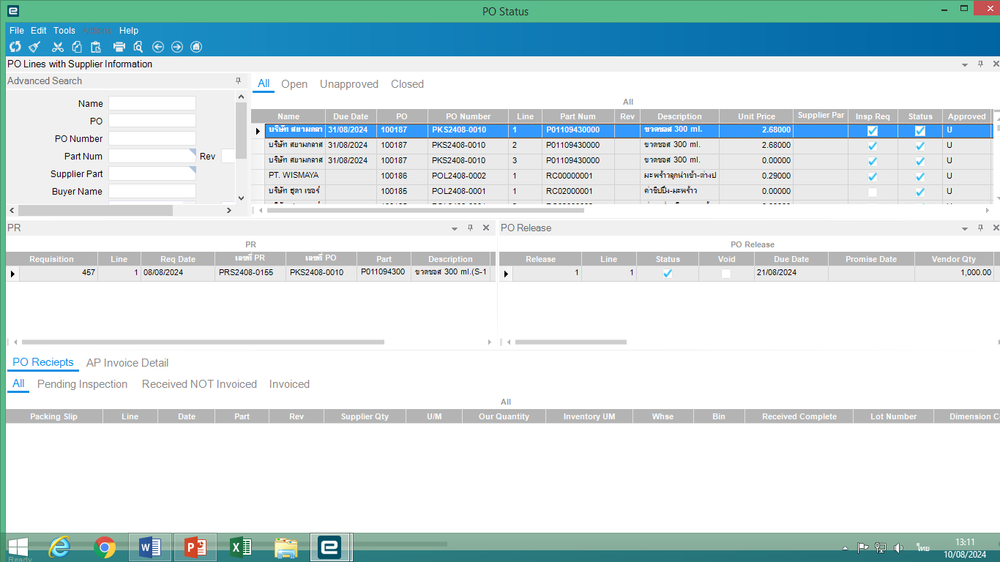 PO Status
File Edit Tools Actions Help
PO Lines with Supplier Information
Advanced Search
Name
PO
PO Number
Part Num Rev
Supplier Part
Buyer Name
All Open Unapproved Closed
All
Name Due Date PO PO Number Line Part Num Rev Description Unit Price Supplier Par Insp Req Status Approved
บริษัท สยามกลา 31/08/2024 100187 PKS2408-0010 1 P01109430000 ขวดซอส 300 ml. 2.68000 U
บริษัท สยามกลาส 31/08/2024 100187 PKS2408-0010 2 P01109430000 ขวดซอส 300 ml. 2.68000 U
บริษัท สยามกลาส 31/08/2024 100187 PKS2408-0010 3 P01109430000 ขวดซอส 300 ml. 0.00000 U
PT. WISMAYA 100186 POL2408-0002 1 RC00000001 มะพร้าวลูกนำเข้า-ต่างป 0.29000 U
บริษัท ฮูดา เซอร์ 100185 POL2408-0001 1 RC02000001 ค่าชิปปิ้ง-มะพร้าว 0.00000 U
PR
PR
Requisition Line Req Date เลขที่ PR เลขที่ PO Part Description
457 1 08/08/2024 PRS2408-0155 PKS2408-0010 P011094300 ขวดซอส 300 ml.(S-1
PO Release
PO Release
Release Line Status Void Due Date Promise Date Vendor Qty
1 1 21/08/2024 1,000.00
PO Reciepts AP Invoice Detail
All Pending Inspection Received NOT Invoiced Invoiced
All
Packing Slip Line Date Part Rev Supplier Qty U/M Our Quantity Inventory UM Whse Bin Received Complete Lot Number Dimension C
Ready
ไทย
13:11
10/08/2024